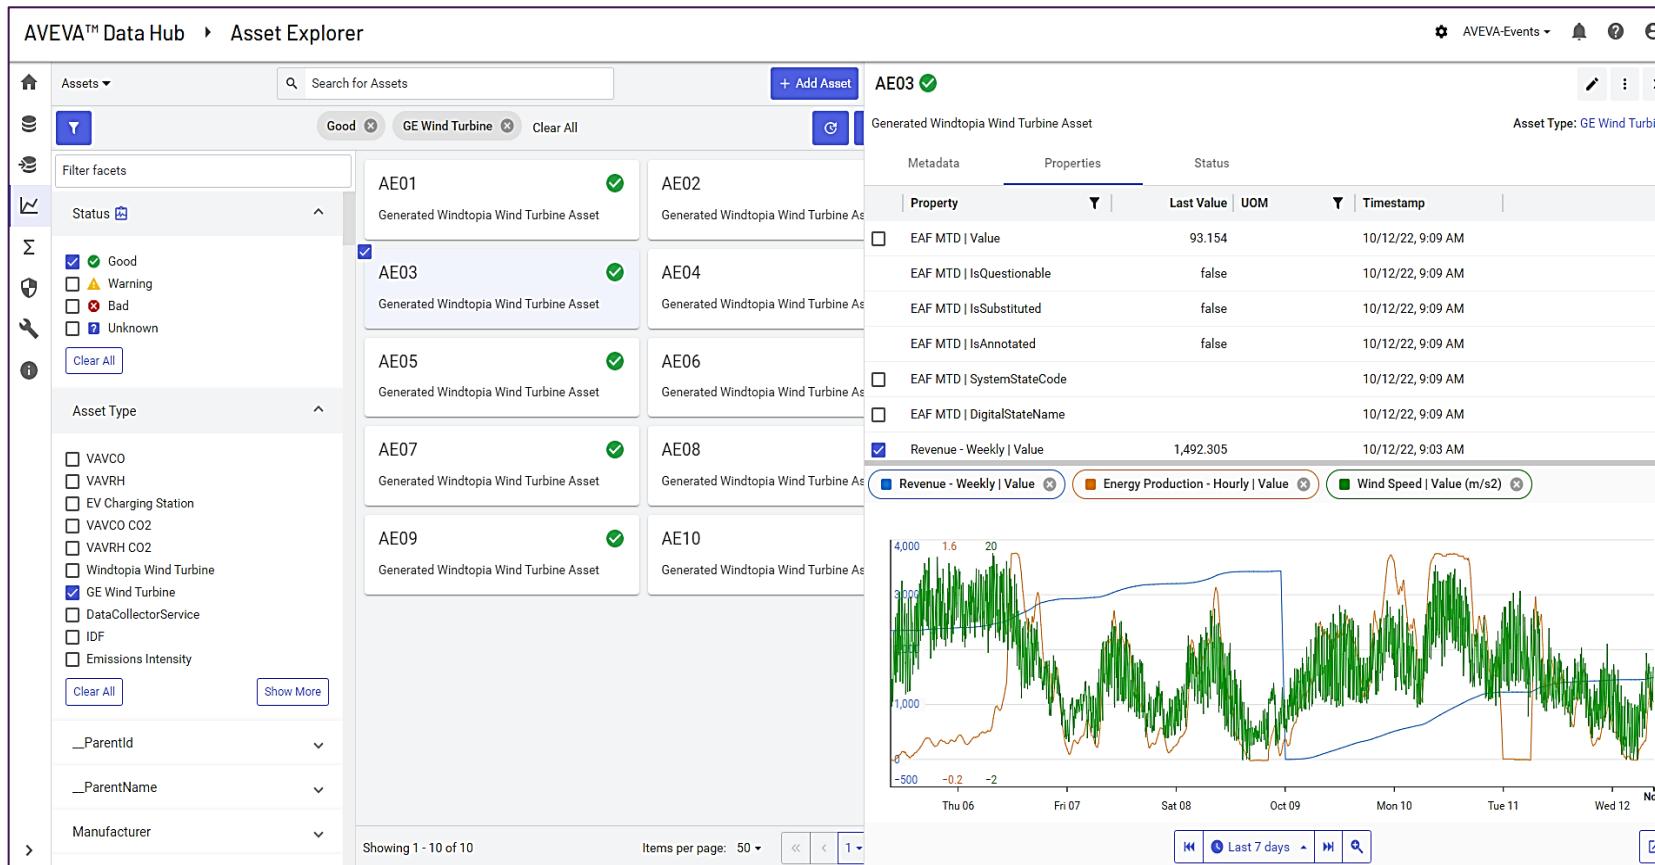 AVEVA™ Data Hub Asset Explorer
AVEVA-Events
Assets
Search for Assets
+ Add Asset
Good
GE Wind Turbine
Clear All
Filter facets
Status
Good
Warning
Bad
Unknown
Clear All
Asset Type
VAVCO
VAVRH
EV Charging Station
VAVCO CO2
VAVRH CO2
Windtopia Wind Turbine
GE Wind Turbine
DataCollectorService
IDF
Emissions Intensity
Clear All
Show More
__ParentId
__ParentName
Manufacturer
AE01
Generated Windtopia Wind Turbine Asset
AE02
Generated Windtopia Wind Turbine As
AE03
Generated Windtopia Wind Turbine Asset
AE04
Generated Windtopia Wind Turbine As
AE05
Generated Windtopia Wind Turbine Asset
AE06
Generated Windtopia Wind Turbine As
AE07
Generated Windtopia Wind Turbine Asset
AE08
Generated Windtopia Wind Turbine As
AE09
Generated Windtopia Wind Turbine Asset
AE10
Generated Windtopia Wind Turbine As
Showing 1 - 10 of 10
Items per page: 50
1
AE03
Generated Windtopia Wind Turbine Asset
Asset Type: GE Wind Turbi
Metadata Properties Status
Property Last Value UOM Timestamp
EAF MTD | Value 93.154 10/12/22, 9:09 AM
EAF MTD | IsQuestionable false 10/12/22, 9:09 AM
EAF MTD | IsSubstituted false 10/12/22, 9:09 AM
EAF MTD | IsAnnotated false 10/12/22, 9:09 AM
EAF MTD | SystemStateCode 10/12/22, 9:09 AM
EAF MTD | DigitalStateName 10/12/22, 9:09 AM
Revenue - Weekly | Value 1,492.305 10/12/22, 9:03 AM
Revenue - Weekly | Value
Energy Production - Hourly | Value
Wind Speed | Value (m/s2)
4,000 1.6 20
1,000
0
-500 -0.2 -2
Thu 06 Fri 07 Sat 08 Oct 09 Mon 10 Tue 11 Wed 12 No
Last 7 days